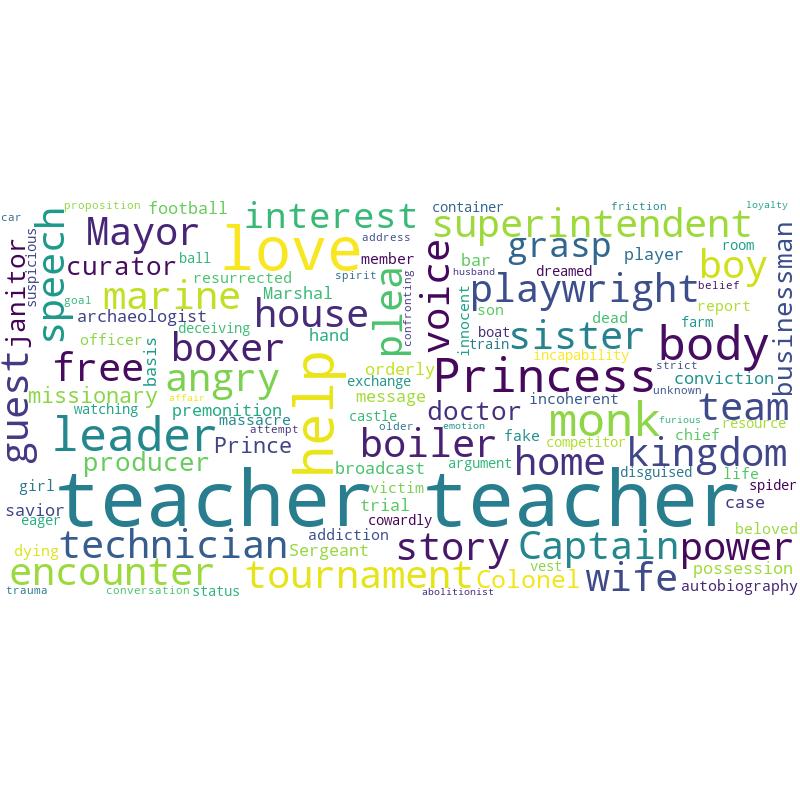 car
proposition
football
interest
container
friction
loyalty
speech
Mayor
love
address
superintendent
suspicious
janitor
curator
ball
member
voice
bar
grasp
player
room
boy
businessman
resurrected
spirit
plea
confronting
husband
dreamed
belief
goal
marine
Marshal
playwright
report
archaeologist
house
innocent
son
dead
farm
deceiving
hand
boat
sister
body
officer
basis
boxer
train
incapability
free
angry
help
orderly
Princess
strict
conviction
guest
missionary
affair
exchange
message
unknown
incoherent
watching
premonition
massacre
castle
doctor
monk
furious
team
resource
leader
attempt
Prince
older
emotion
boiler
fake
competitor
chief
kingdom
producer
broadcast
argument
home
disguised
life
girl
teacher
victim
teacher
spider
savior
trial
case
eager
cowardly
beloved
dying
technician
addiction
Sergeant
story
Captain
power
encounter
tournament
Colonel
vest
wife
possession
autobiography
trauma
conversation
status
abolitionist